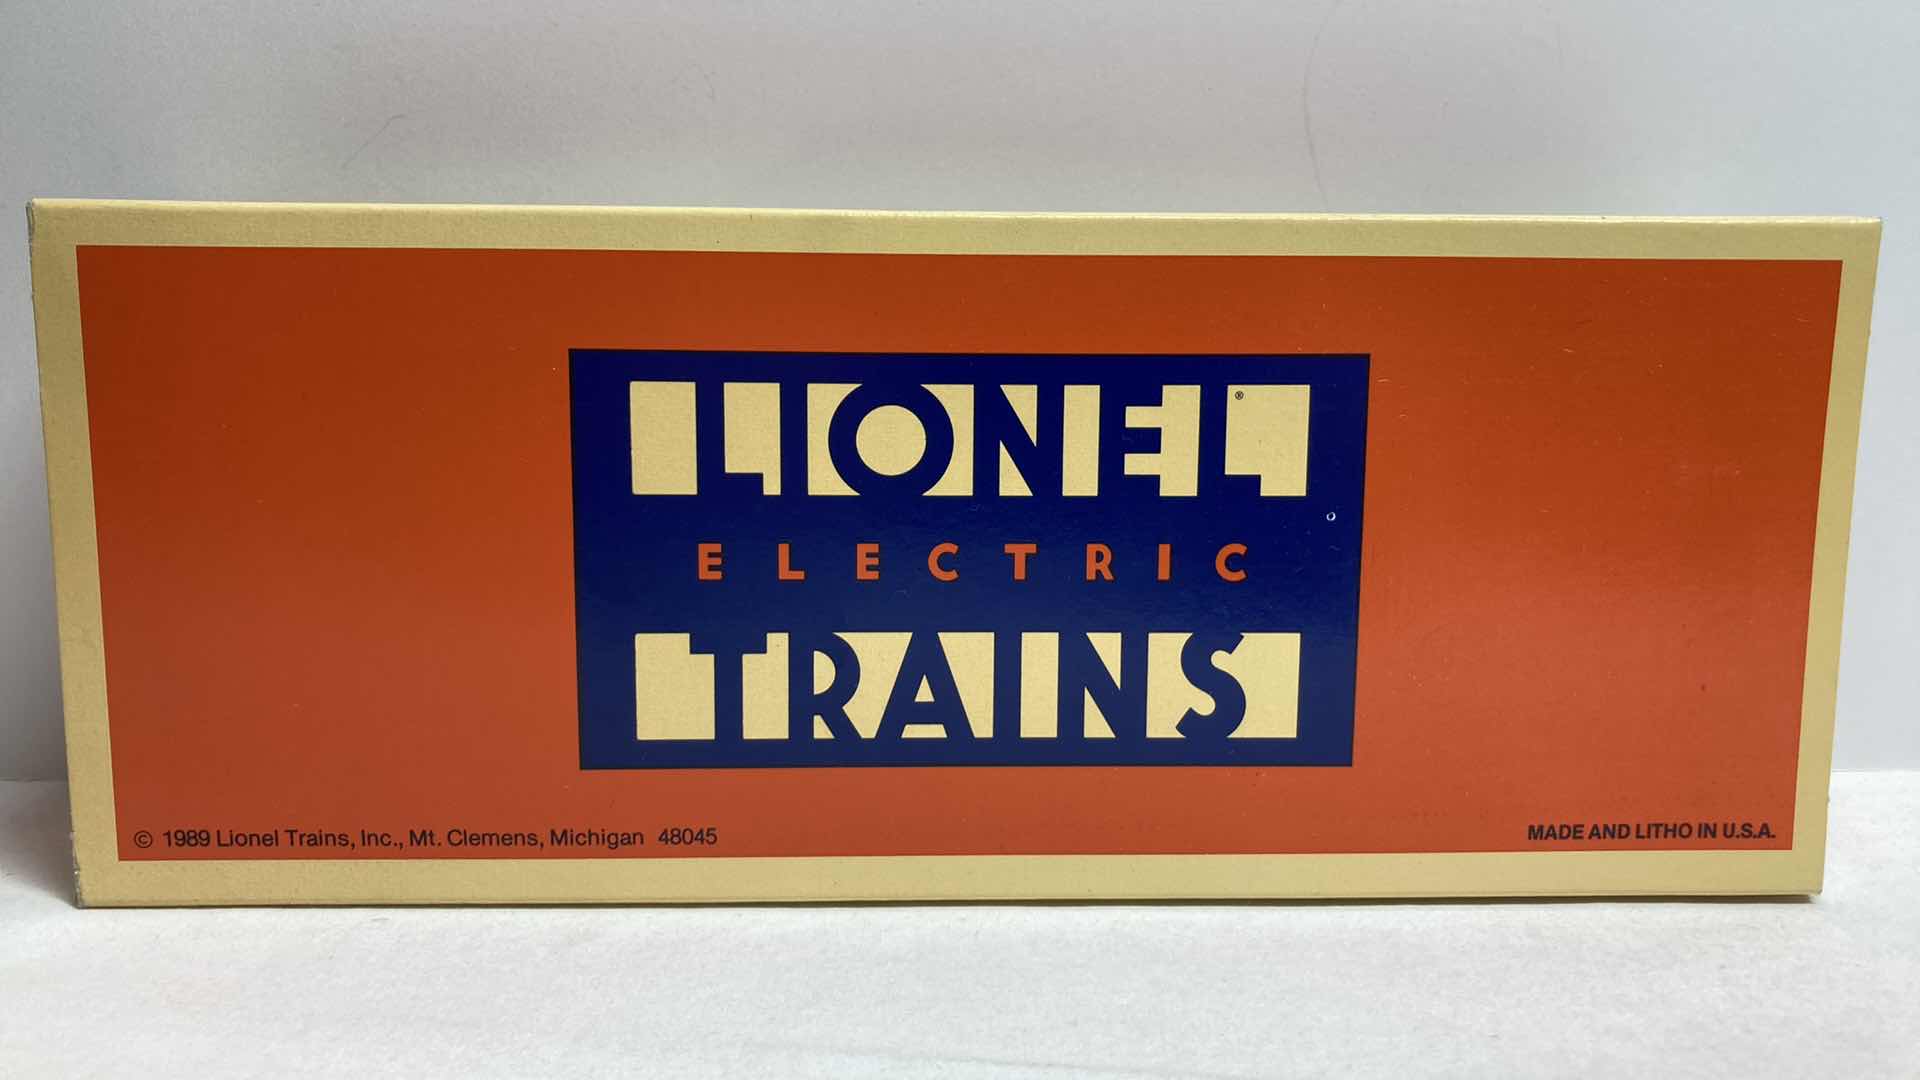 LIONEL®
ELECTRIC
TRAINS
© 1989 Lionel Trains, Inc., Mt. Clemens, Michigan 48045
MADE AND LITHO IN U.S.A.